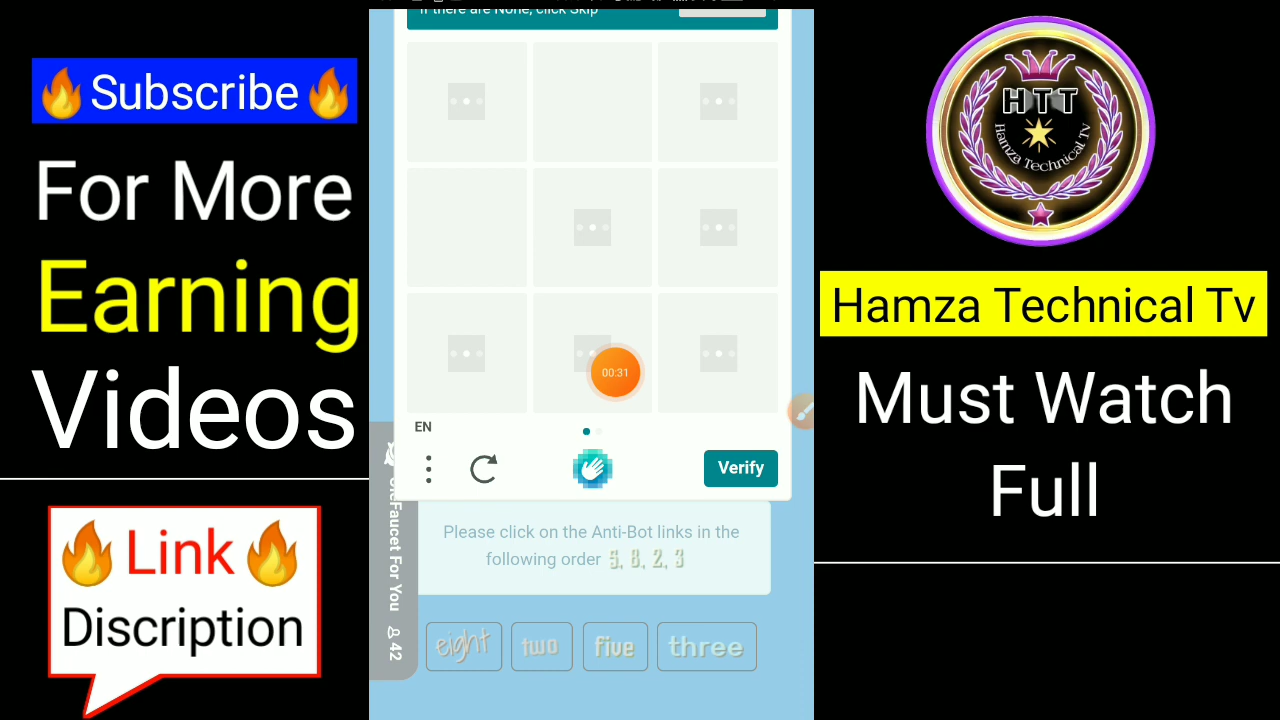 Subscribe
For More
Earning
Videos
Link
Discription
If there are None, click Skip
00:31
EN
Verify
Faucet For You
42
Please click on the Anti-Bot links in the
following order 5, 8, 2, 3
eight
two
five
three
HTT
Hamza Technical Tv
Hamza Technical Tv
Must Watch
Full